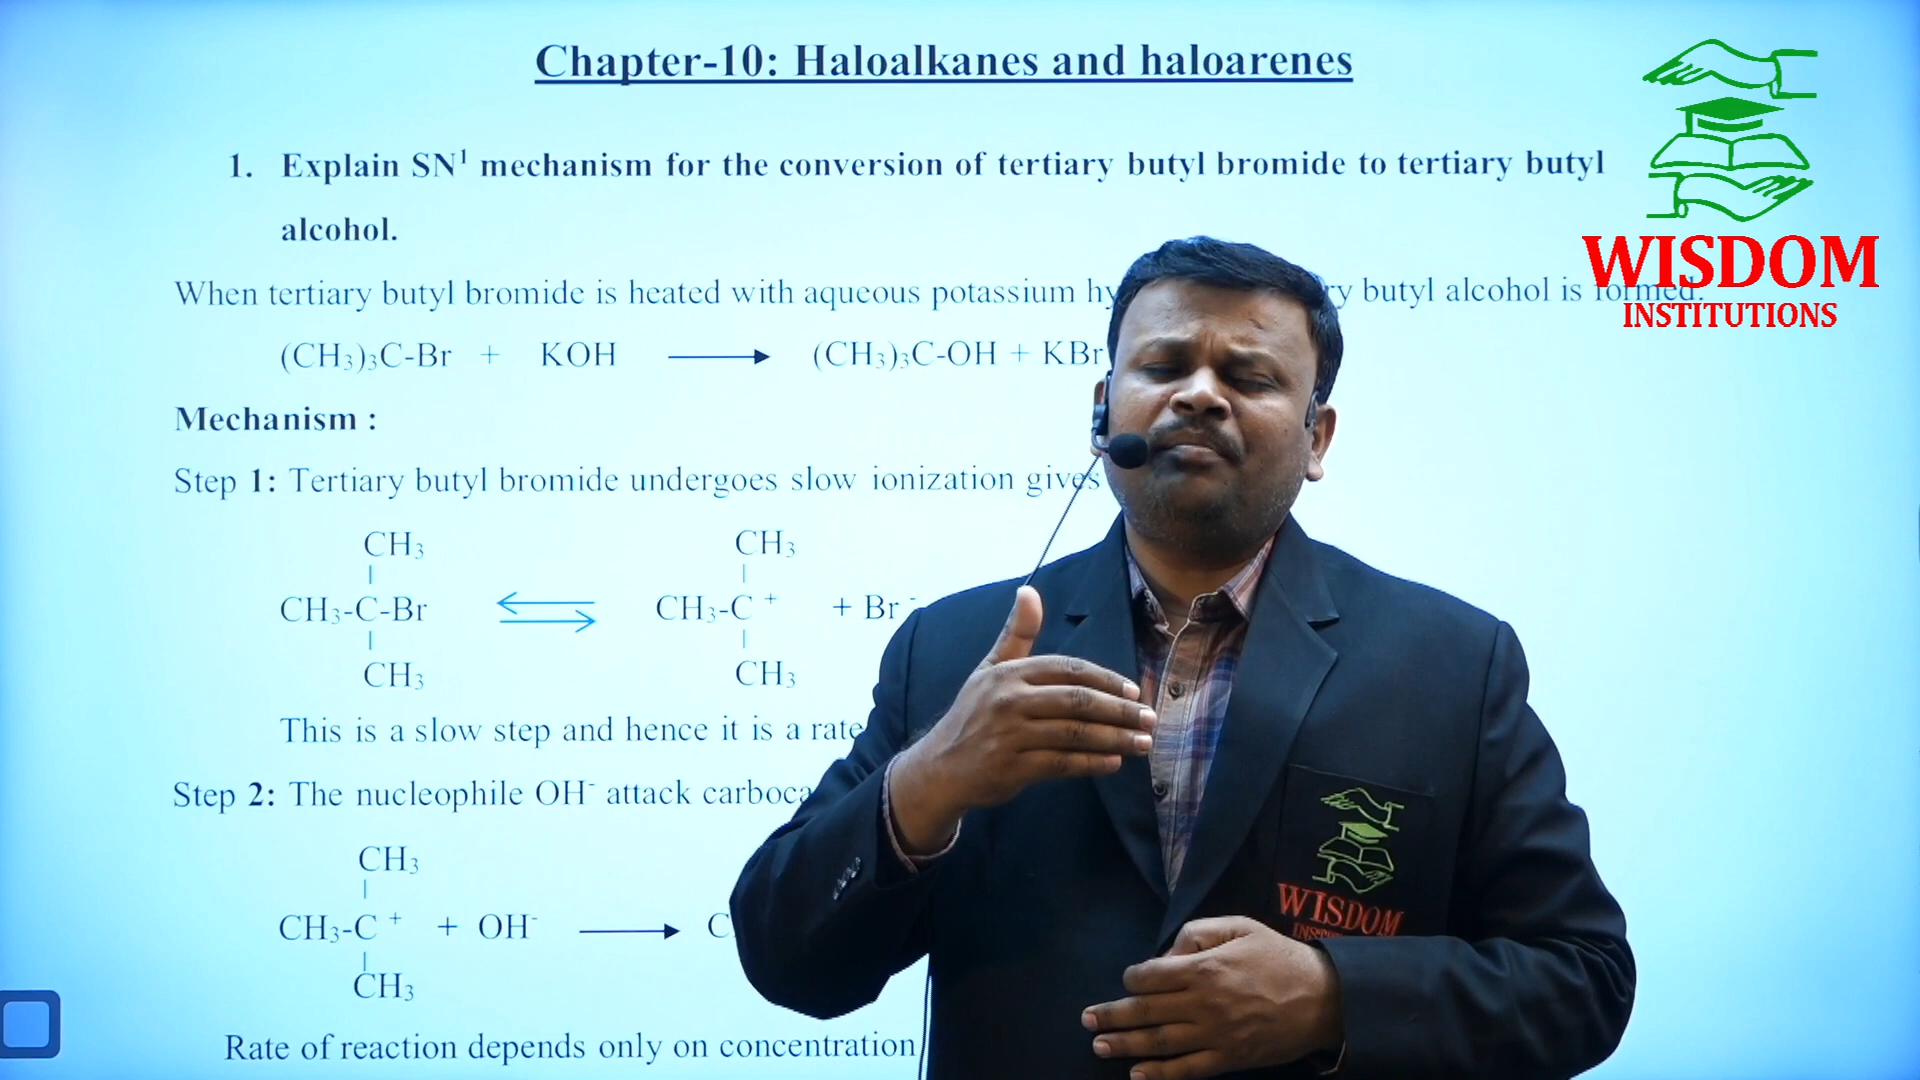 Chapter-10: Haloalkanes and haloarenes
1. Explain SN¹ mechanism for the conversion of tertiary butyl bromide to tertiary butyl
alcohol.
When tertiary butyl bromide is heated with aqueous potassium hy ry butyl alcohol is formed.
(CH₃)₃C-Br + KOH ⟶ (CH₃)₃C-OH + KBr
Mechanism :
Step 1: Tertiary butyl bromide undergoes slow ionization gives
CH₃ CH₃
CH₃-C-Br ⇌ CH₃-C⁺ + Br⁻
CH₃ CH₃
This is a slow step and hence it is a rate
Step 2: The nucleophile OH⁻ attack carboca
CH₃
CH₃-C⁺ + OH⁻ ⟶ C
CH₃
Rate of reaction depends only on concentration
WISDOM
INSTITUTIONS
WISDOM